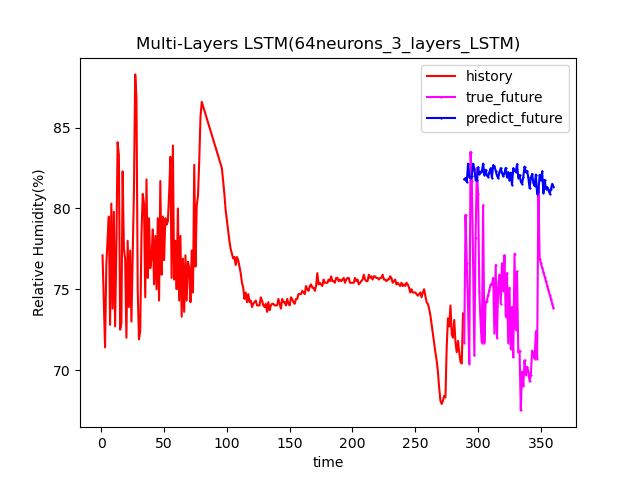 Multi-Layers LSTM(64neurons_3_layers_LSTM)
history
true_future
predict_future
85
80
75
70
Relative Humidity(%)
0
50
100
150
200
250
300
350
time